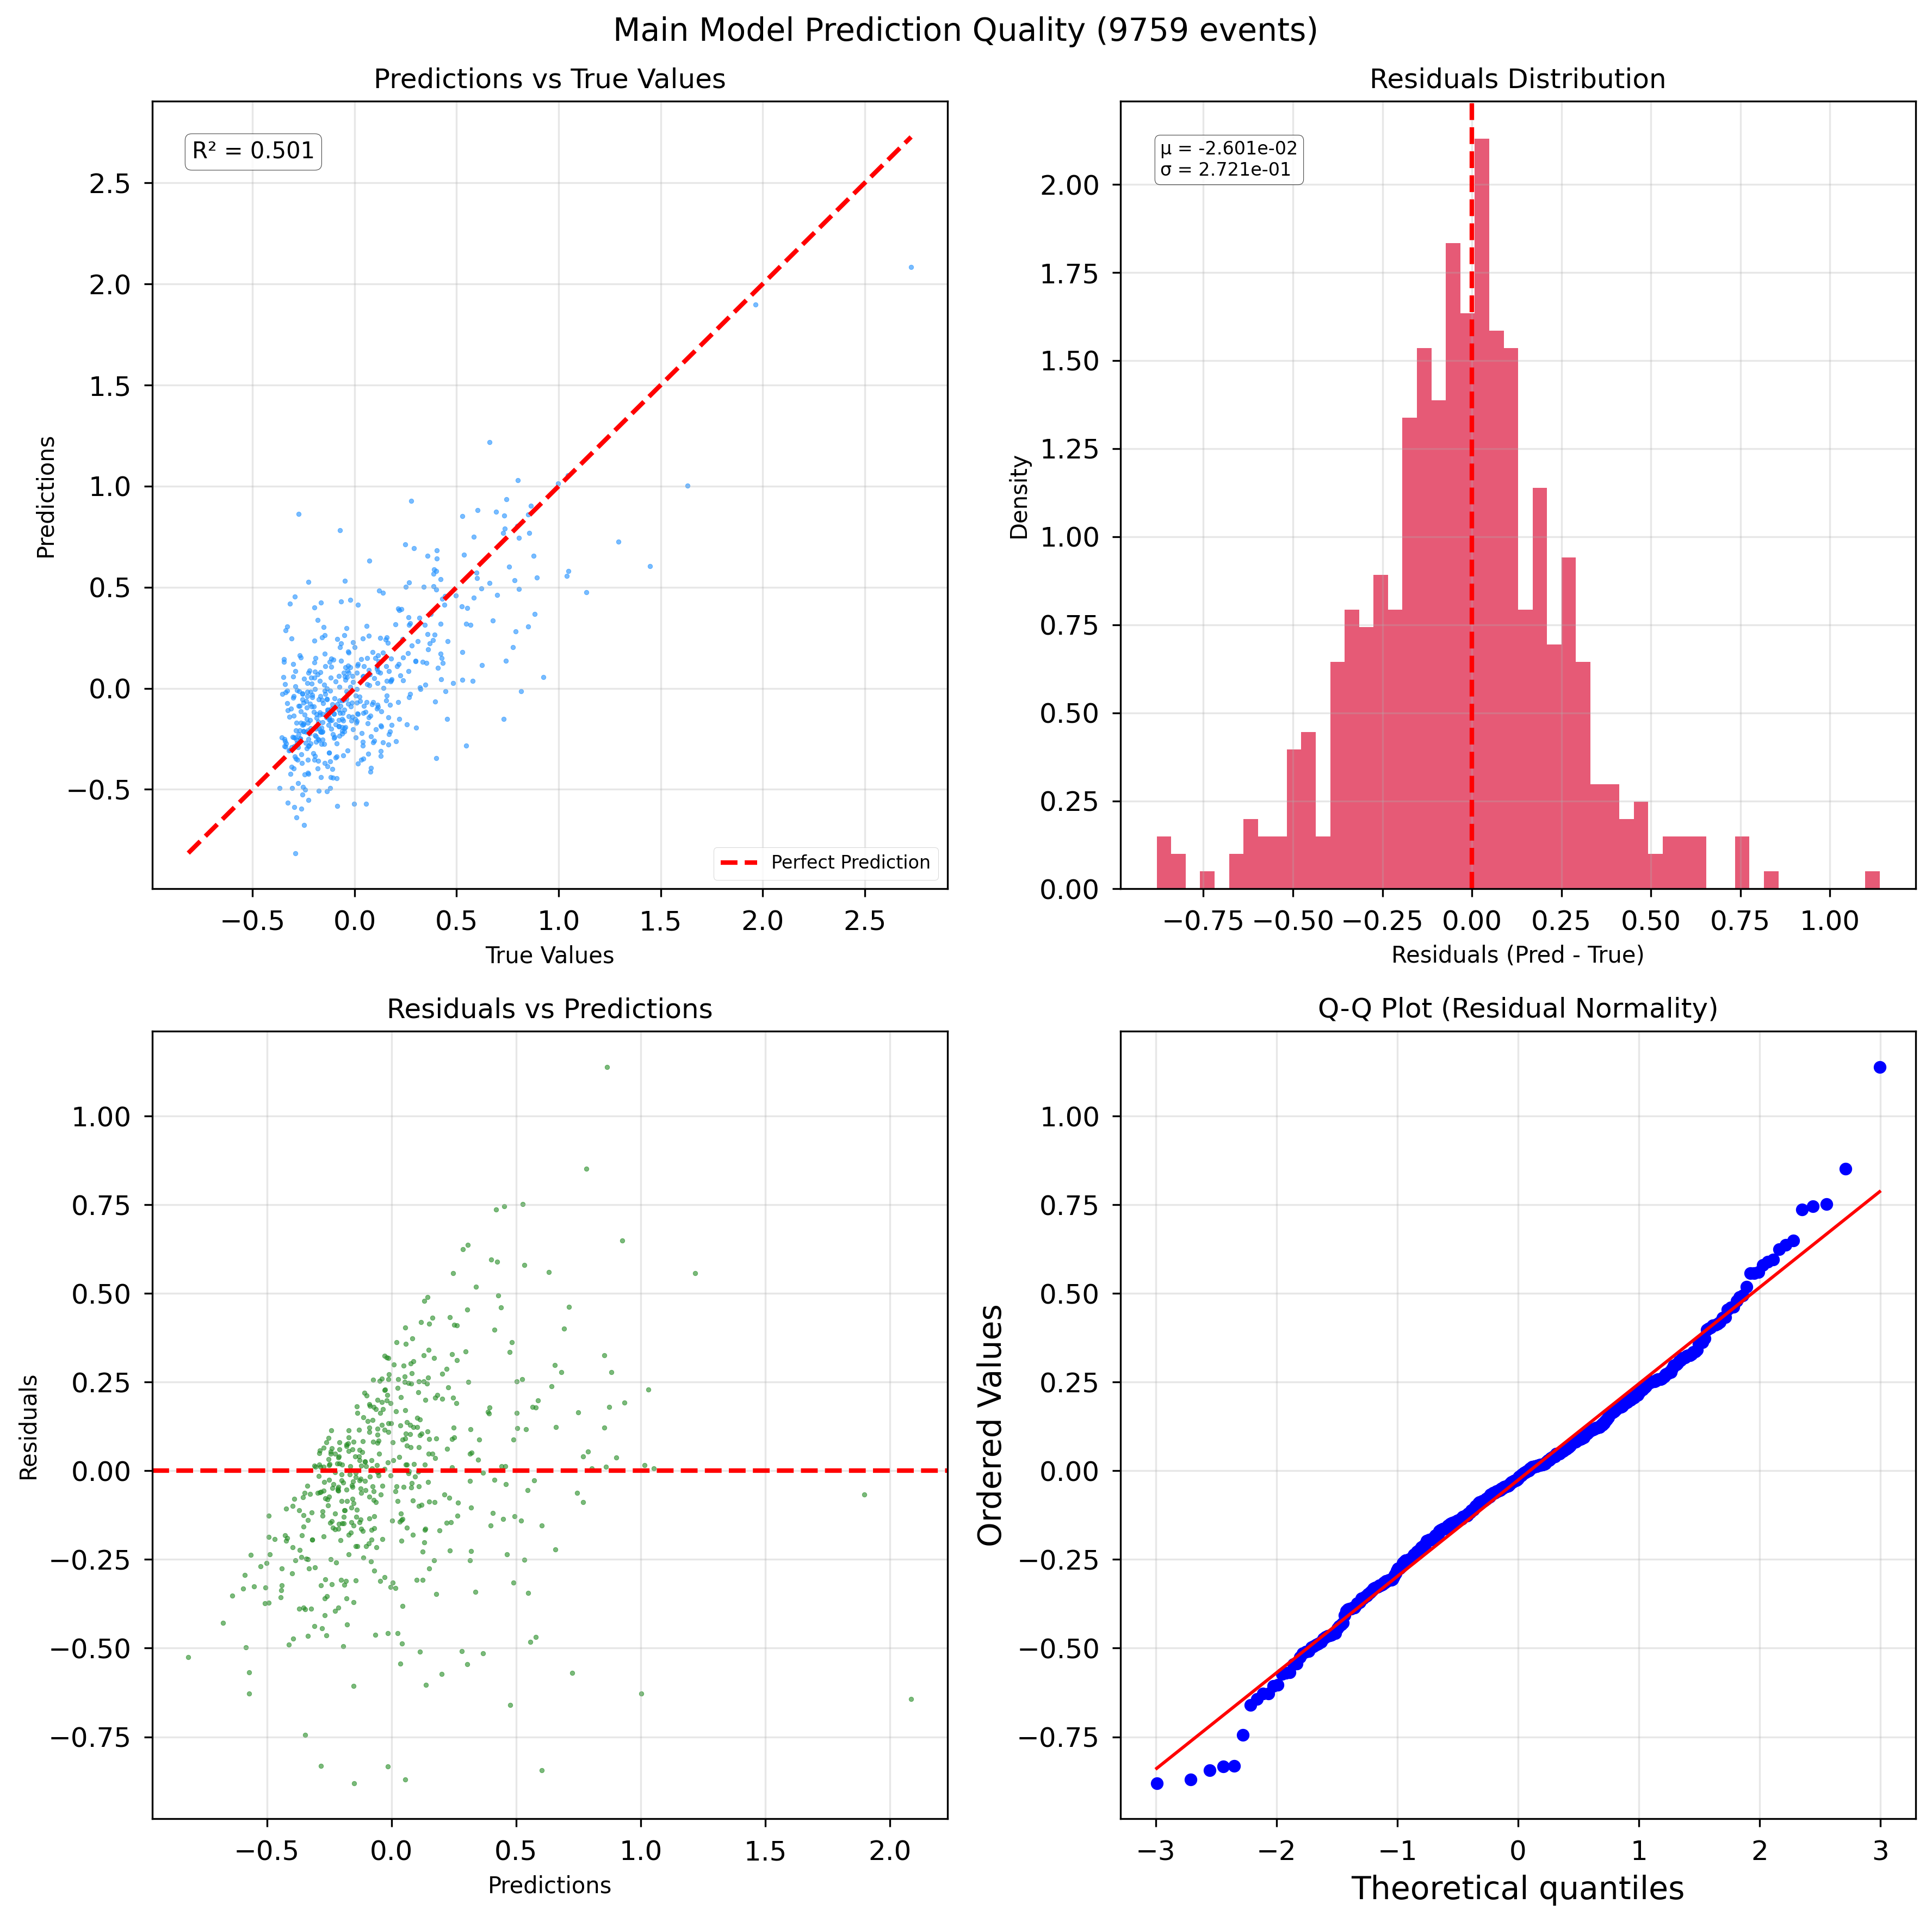 Main Model Prediction Quality (9759 events)
Predictions vs True Values
R² = 0.501
2.5
2.0
1.5
1.0
0.5
0.0
−0.5
Predictions
Perfect Prediction
−0.5 0.0 0.5 1.0 1.5 2.0 2.5
True Values
Residuals Distribution
μ = -2.601e-02
σ = 2.721e-01
2.00
1.75
1.50
1.25
1.00
0.75
0.50
0.25
0.00
Density
−0.75 −0.50 −0.25 0.00 0.25 0.50 0.75 1.00
Residuals (Pred - True)
Residuals vs Predictions
1.00
0.75
0.50
0.25
0.00
−0.25
−0.50
−0.75
Residuals
−0.5 0.0 0.5 1.0 1.5 2.0
Predictions
Q-Q Plot (Residual Normality)
1.00
0.75
0.50
0.25
0.00
−0.25
−0.50
−0.75
Ordered Values
−3 −2 −1 0 1 2 3
Theoretical quantiles